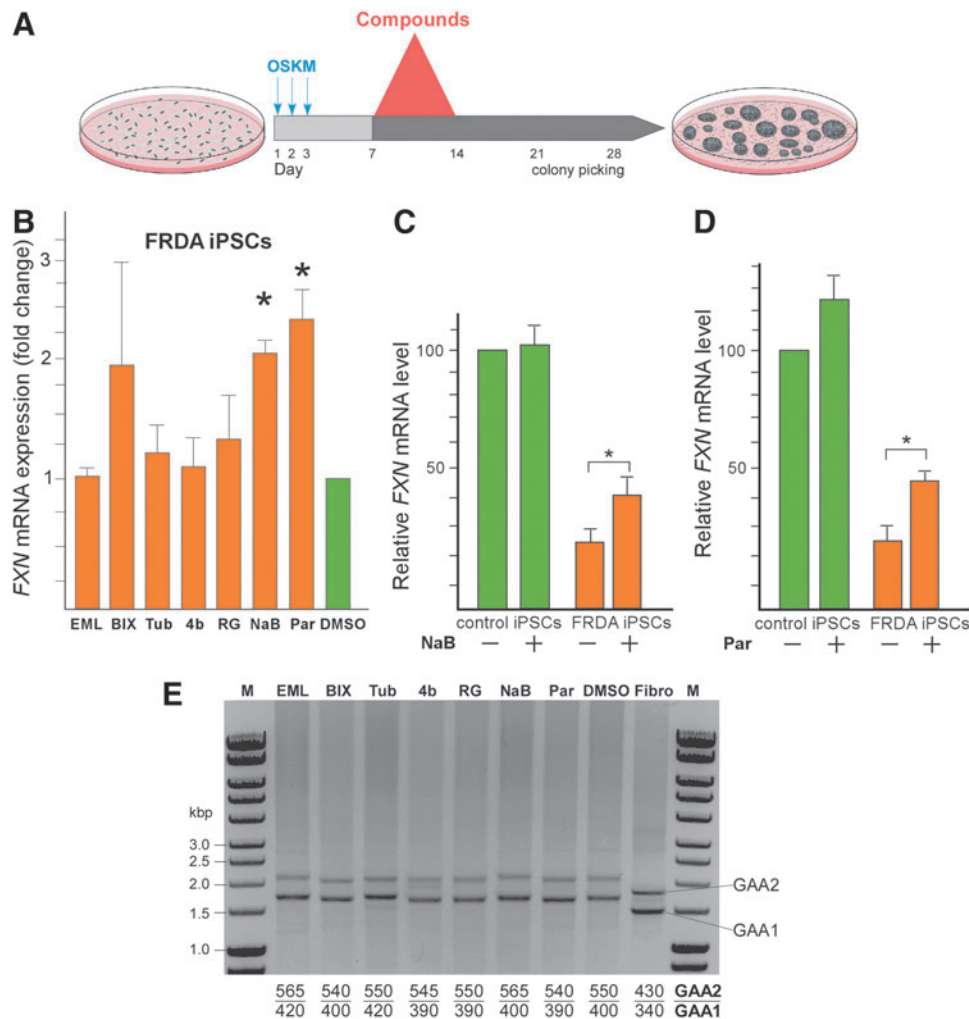 A
Compounds
OSKM
1 2 3 7 14 21 28
Day colony picking
B
FRDA iPSCs
FXN mRNA expression (fold change)
3
2
1
* *
EML BIX Tub 4b RG NaB Par DMSO
C
Relative FXN mRNA level
100
50
*
control iPSCs FRDA iPSCs
NaB − + − +
D
Relative FXN mRNA level
100
50
*
control iPSCs FRDA iPSCs
Par − + − +
E
M EML BIX Tub 4b RG NaB Par DMSO Fibro M
kbp
3.0
2.5
2.0
1.5
1.0
GAA2
GAA1
565 540 550 545 550 565 540 550 430 GAA2
420 400 420 390 390 400 390 400 340 GAA1